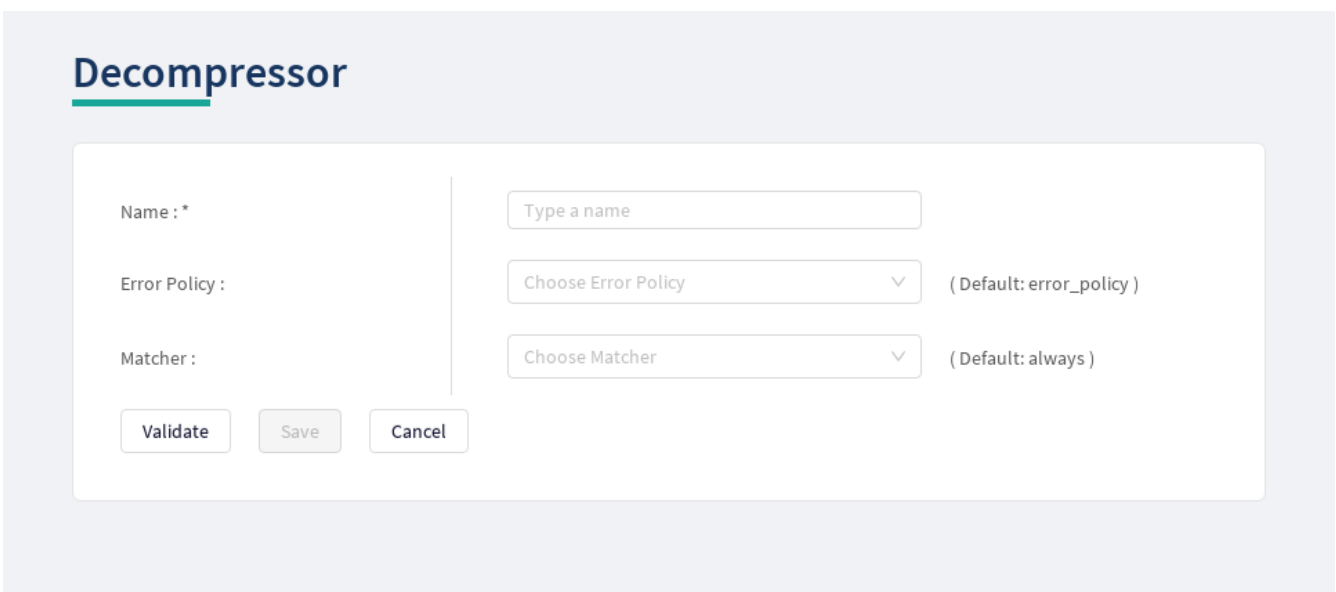 Decompressor
Name : * Type a name
Error Policy : Choose Error Policy ( Default: error_policy )
Matcher : Choose Matcher ( Default: always )
Validate Save Cancel